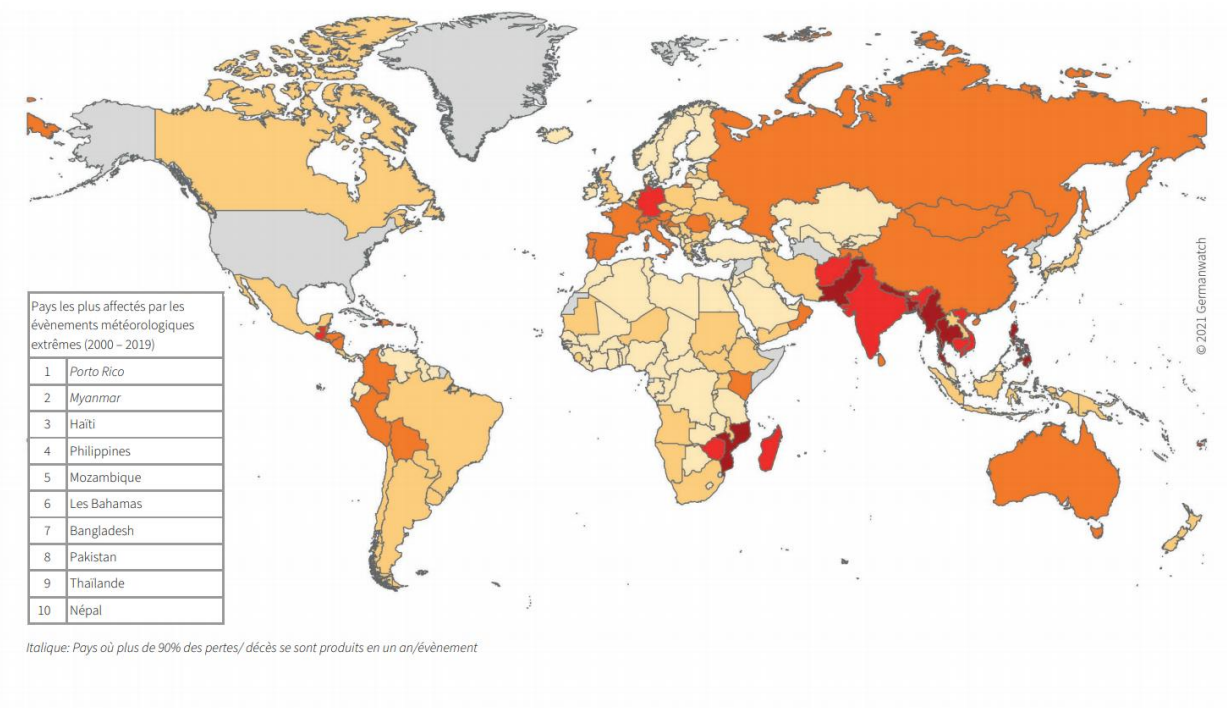 Pays les plus affectés par les
évènements météorologiques
extrêmes (2000 – 2019)
1 Porto Rico
2 Myanmar
3 Haïti
4 Philippines
5 Mozambique
6 Les Bahamas
7 Bangladesh
8 Pakistan
9 Thaïlande
10 Népal
Italique: Pays où plus de 90% des pertes/ décès se sont produits en un an/évènement
© 2021 Germanwatch